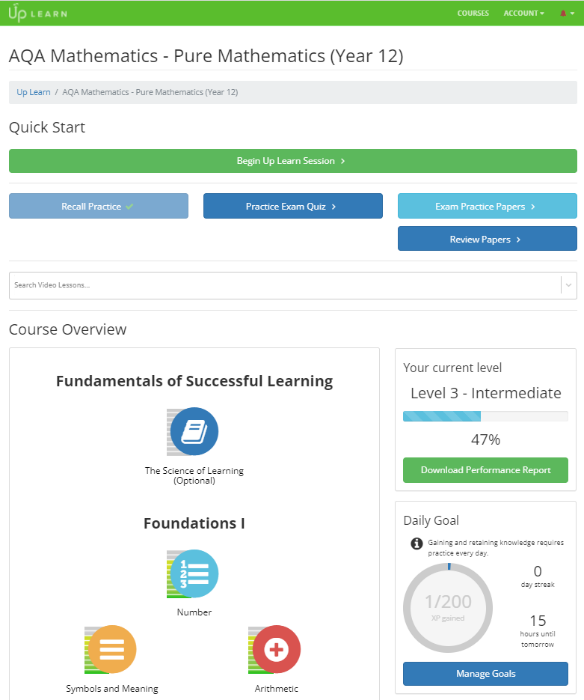 Up LEARN
COURSES ACCOUNT
AQA Mathematics - Pure Mathematics (Year 12)
Up Learn / AQA Mathematics - Pure Mathematics (Year 12)
Quick Start
Begin Up Learn Session >
Recall Practice ✓ Practice Exam Quiz > Exam Practice Papers >
Review Papers >
Search Video Lessons...
Course Overview
Fundamentals of Successful Learning
The Science of Learning
(Optional)
Foundations I
1
2
3
Number
Symbols and Meaning Arithmetic
Your current level
Level 3 - Intermediate
47%
Download Performance Report
Daily Goal
Gaining and retaining knowledge requires
practice every day.
1/200
XP gained
0
day streak
15
hours until
tomorrow
Manage Goals